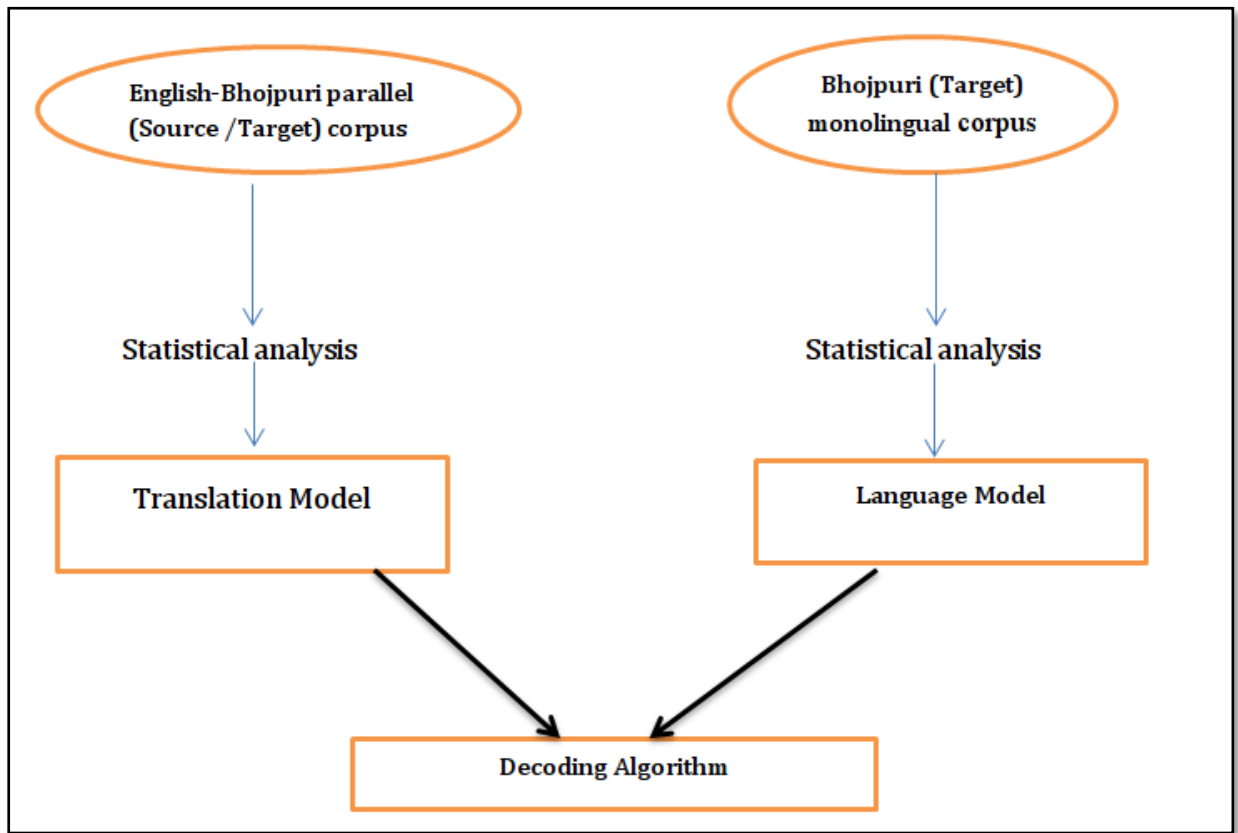 English-Bhojpuri parallel
(Source /Target) corpus
Bhojpuri (Target)
monolingual corpus
Statistical analysis
Statistical analysis
Translation Model
Language Model
Decoding Algorithm